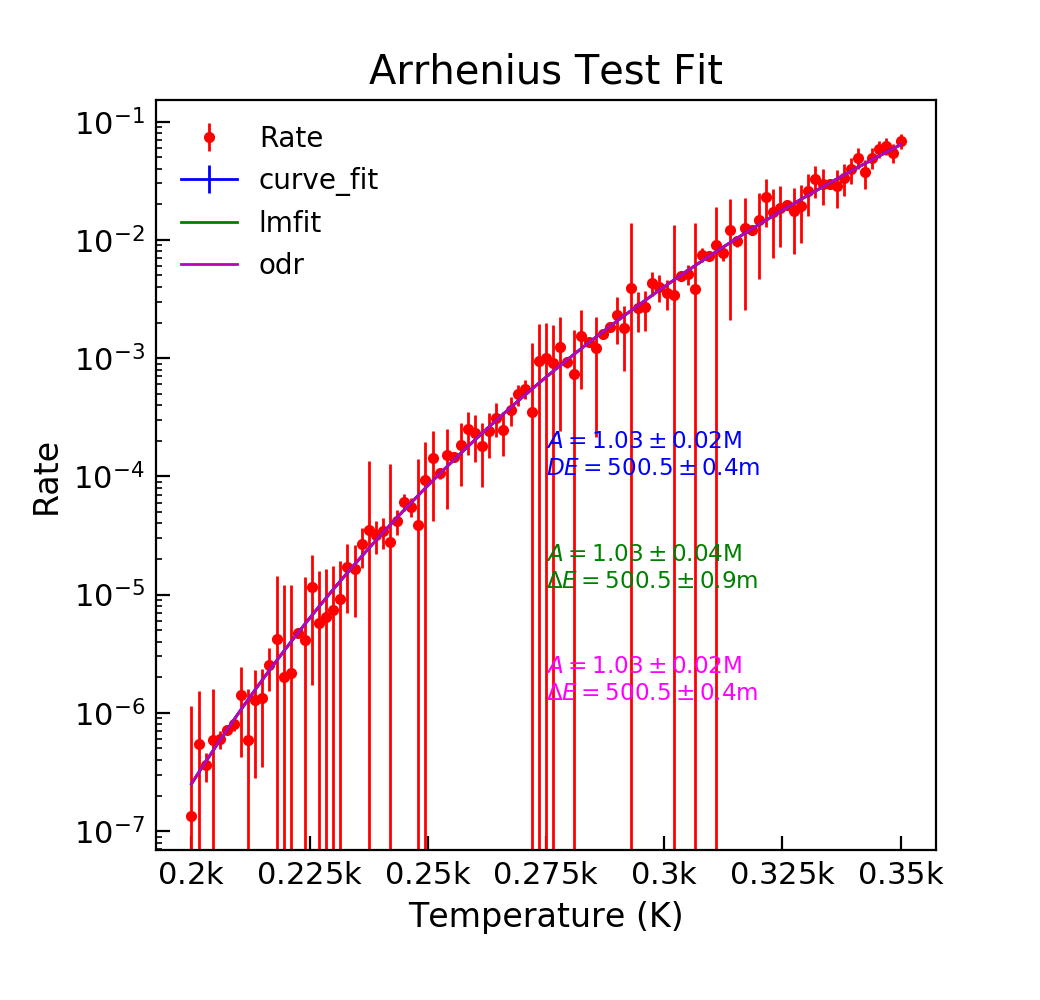 Arrhenius Test Fit
10⁻¹
10⁻²
10⁻³
10⁻⁴
10⁻⁵
10⁻⁶
10⁻⁷
Rate
Rate
curve_fit
lmfit
odr
A = 1.03 ± 0.02M
DE = 500.5 ± 0.4m
A = 1.03 ± 0.04M
ΔE = 500.5 ± 0.9m
A = 1.03 ± 0.02M
ΔE = 500.5 ± 0.4m
0.2k 0.225k 0.25k 0.275k 0.3k 0.325k 0.35k
Temperature (K)